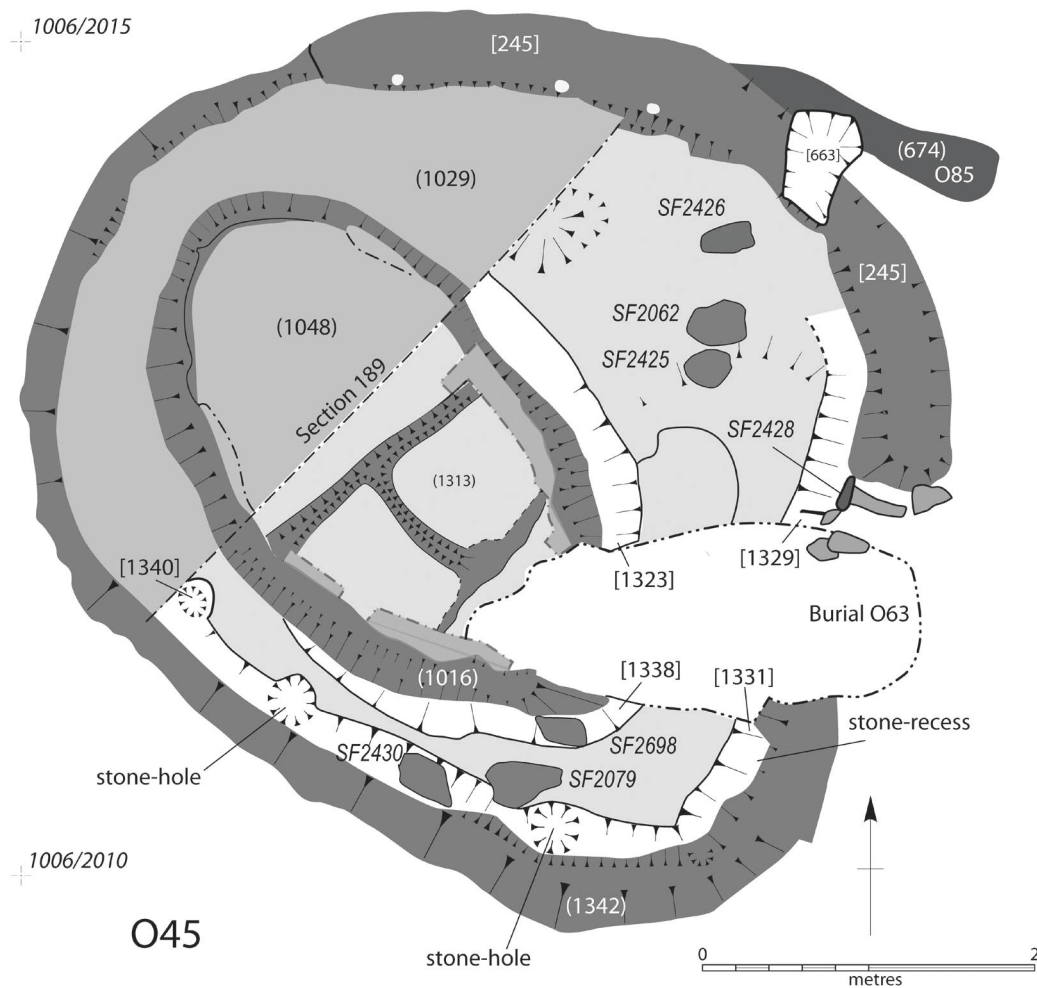 1006/2015
[245]
(674)
O85
[663]
(1029)
SF2426
[245]
SF2062
(1048)
SF2425
Section 189
SF2428
(1313)
[1340]
[1323]
[1329]
Burial O63
(1016)
[1338]
[1331]
stone-recess
SF2430
SF2698
stone-hole
SF2079
1006/2010
(1342)
O45
stone-hole
0
2
metres